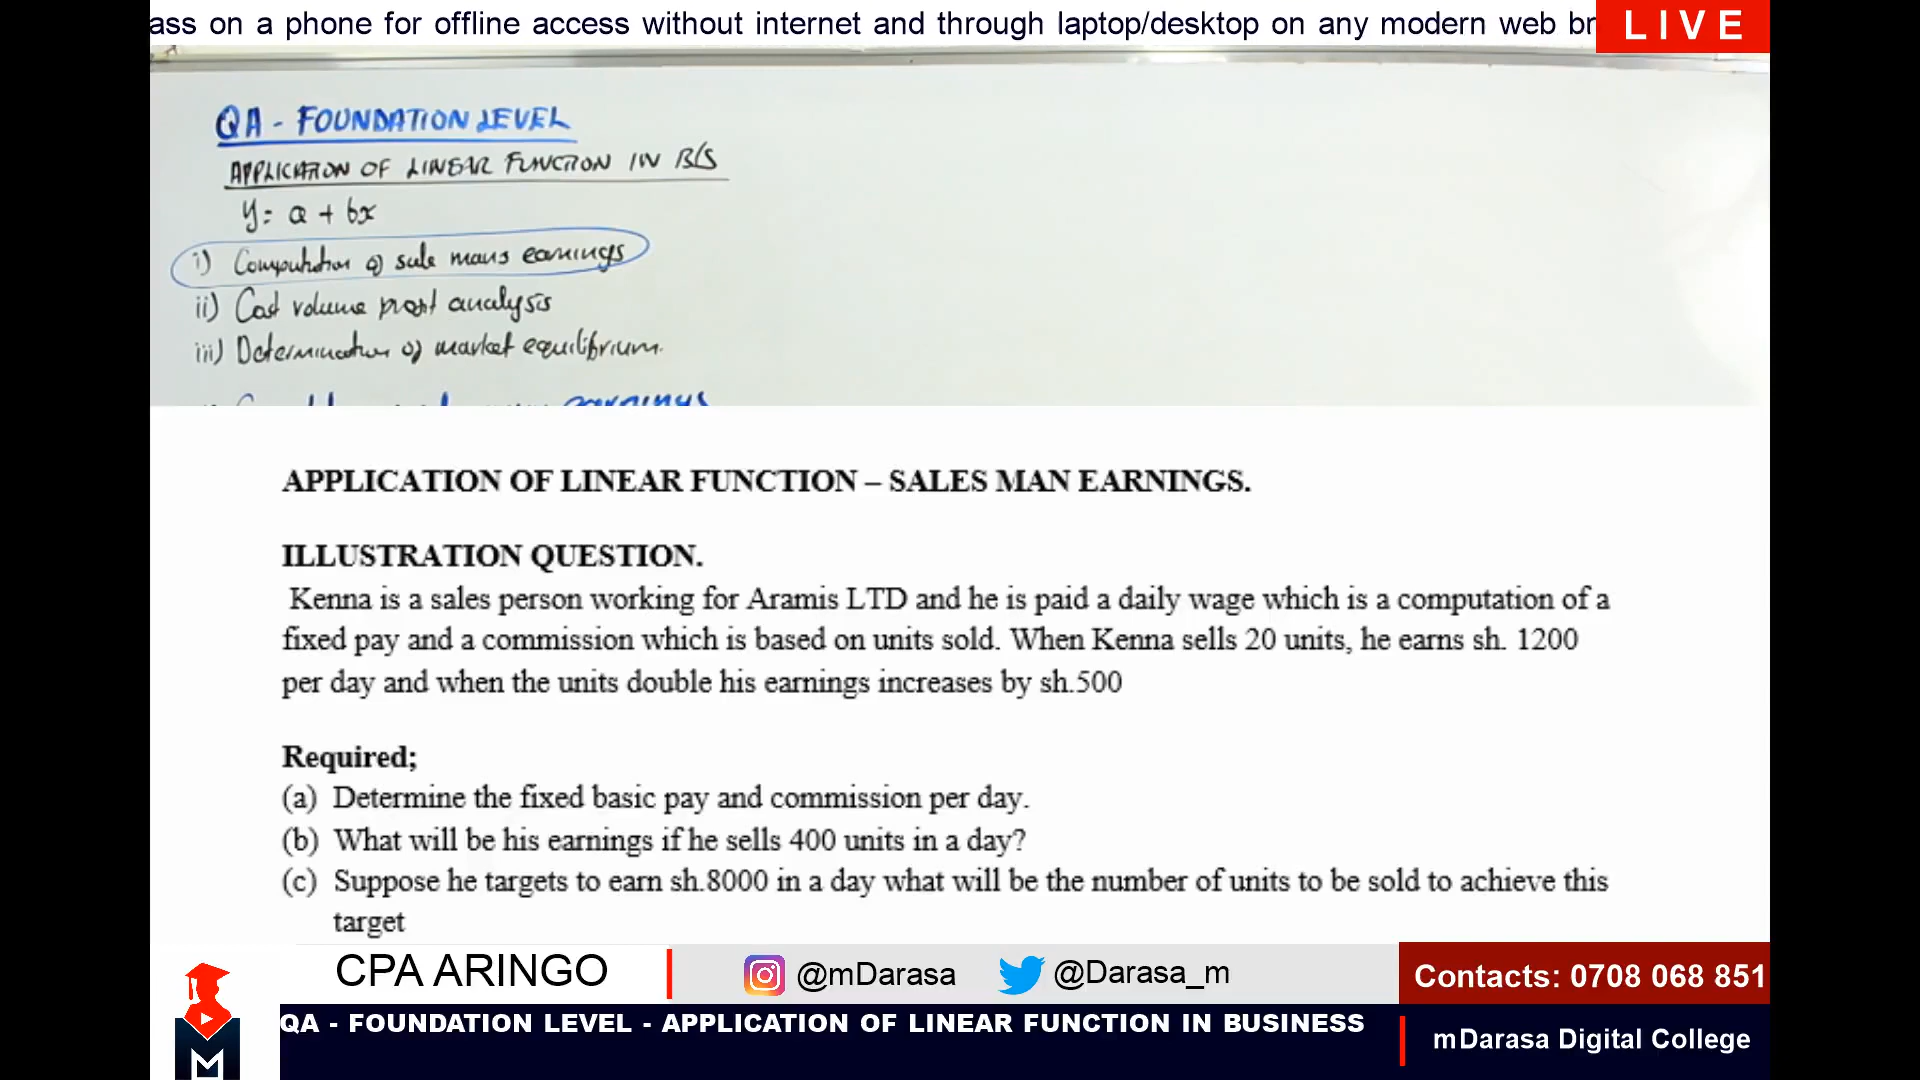 ass on a phone for offline access without internet and through laptop/desktop on any modern web br
LIVE
QA - FOUNDATION LEVEL
APPLICATION OF LINEAR FUNCTION IN B/S
y = a + bx
i) Computation of sale mans earnings
ii) Cost volume profit analysis
iii) Determination of market equilibrium.
earnings
APPLICATION OF LINEAR FUNCTION – SALES MAN EARNINGS.
ILLUSTRATION QUESTION.
Kenna is a sales person working for Aramis LTD and he is paid a daily wage which is a computation of a
fixed pay and a commission which is based on units sold. When Kenna sells 20 units, he earns sh. 1200
per day and when the units double his earnings increases by sh.500
Required;
(a) Determine the fixed basic pay and commission per day.
(b) What will be his earnings if he sells 400 units in a day?
(c) Suppose he targets to earn sh.8000 in a day what will be the number of units to be sold to achieve this
target
CPA ARINGO
@mDarasa
@Darasa_m
Contacts: 0708 068 851
M
QA - FOUNDATION LEVEL - APPLICATION OF LINEAR FUNCTION IN BUSINESS
mDarasa Digital College